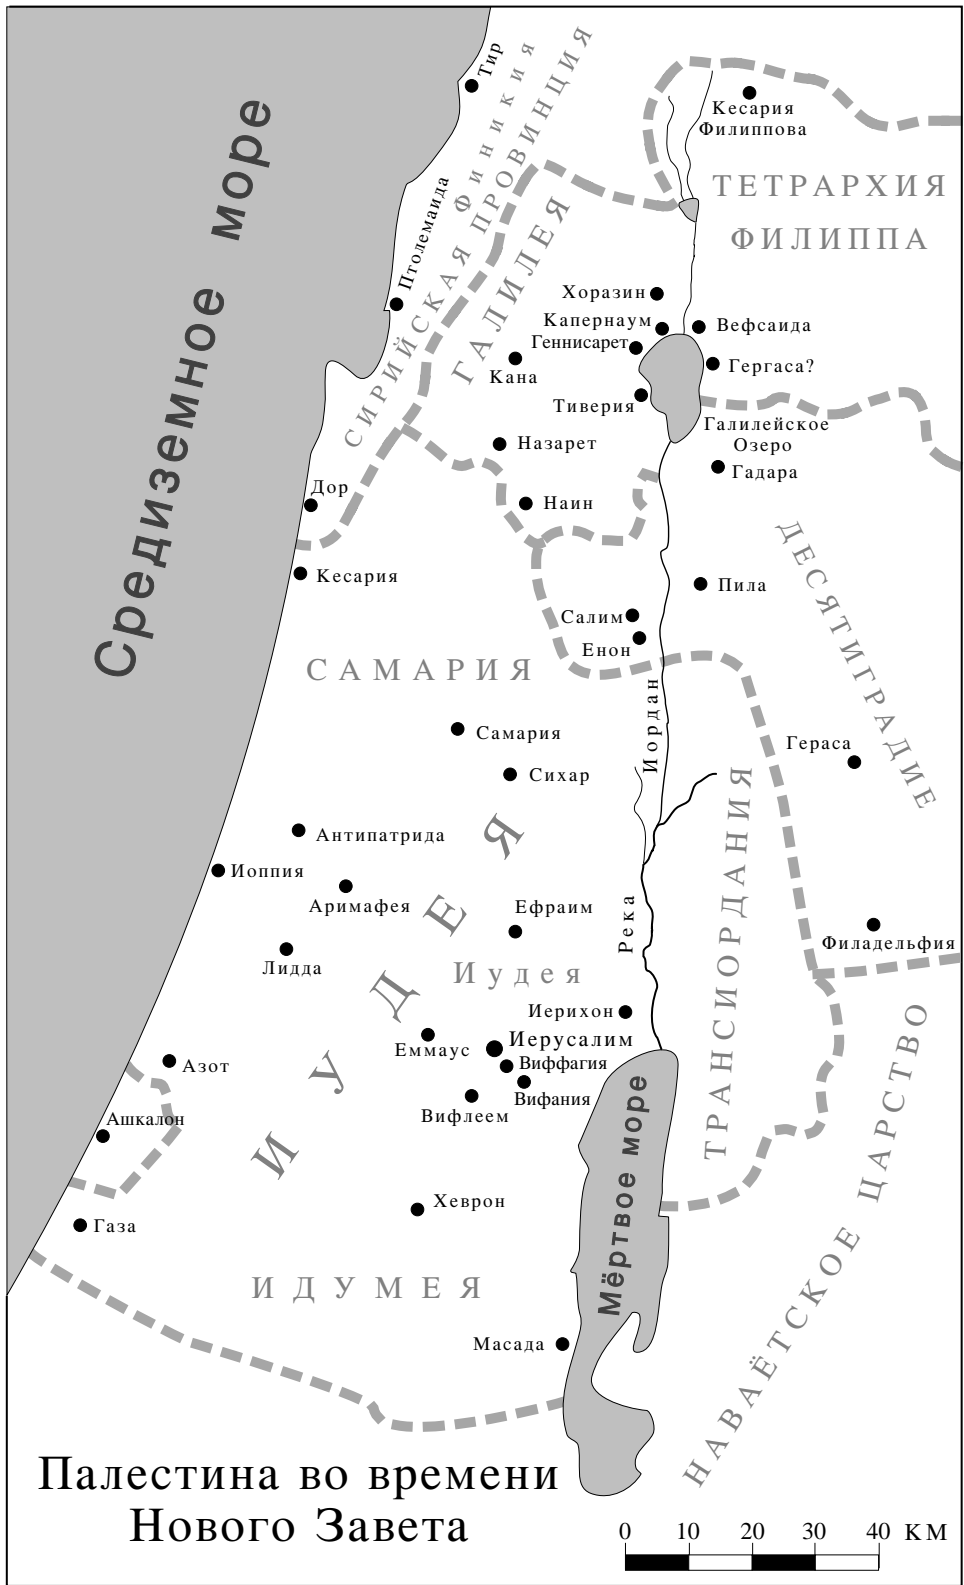 Тир
ФИНИКИЯ
СИРИЙСКАЯ ПРОВИНЦИЯ
Кесария
Филиппова
ТЕТРАРХИЯ
ФИЛИППА
Средиземное море
Птолемаида
ГАЛИЛЕЯ
Хоразин
Капернаум
Вефсаида
Геннисарет
Гергаса?
Кана
Тиверия
Галилейское
Озеро
Назарет
Гадара
Дор
Наин
ДЕСЯТИГРАДИЕ
Кесария
Пила
Салим
Енон
САМАРИЯ
Река Иордан
Самария
Гераса
Сихар
ТРАНСИОРДАНИЯ
Антипатрида
Иоппия
Аримафея
ИУДЕЯ
Ефраим
Филадельфия
Лидда
Иудея
Иерихон
Еммаус
Иерусалим
Азот
Виффагия
Вифания
Вифлеем
Ашкалон
Мёртвое море
НАВАЁТСКОЕ ЦАРСТВО
Хеврон
Газа
ИДУМЕЯ
Масада
Палестина во времени
Нового Завета
0 10 20 30 40 КМ